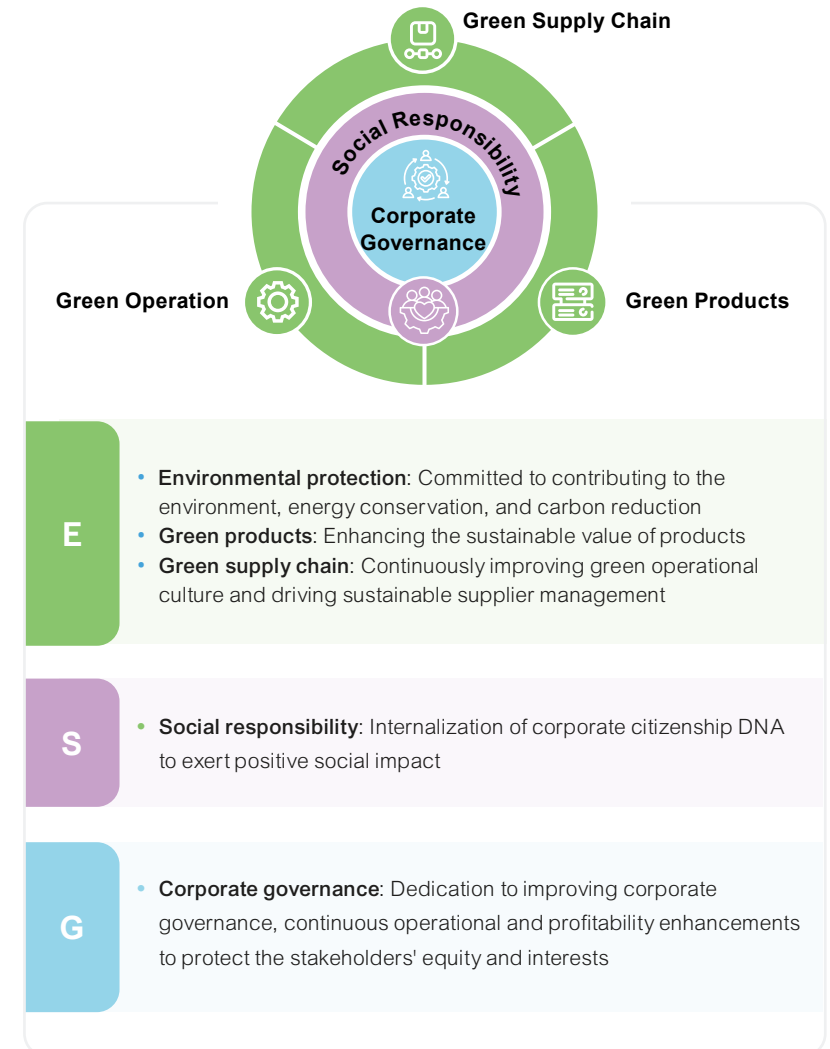 Green Supply Chain
Social Responsibility
Corporate
Governance
Green Operation
Green Products
E
• Environmental protection: Committed to contributing to the
environment, energy conservation, and carbon reduction
• Green products: Enhancing the sustainable value of products
• Green supply chain: Continuously improving green operational
culture and driving sustainable supplier management
S
• Social responsibility: Internalization of corporate citizenship DNA
to exert positive social impact
G
• Corporate governance: Dedication to improving corporate
governance, continuous operational and profitability enhancements
to protect the stakeholders' equity and interests